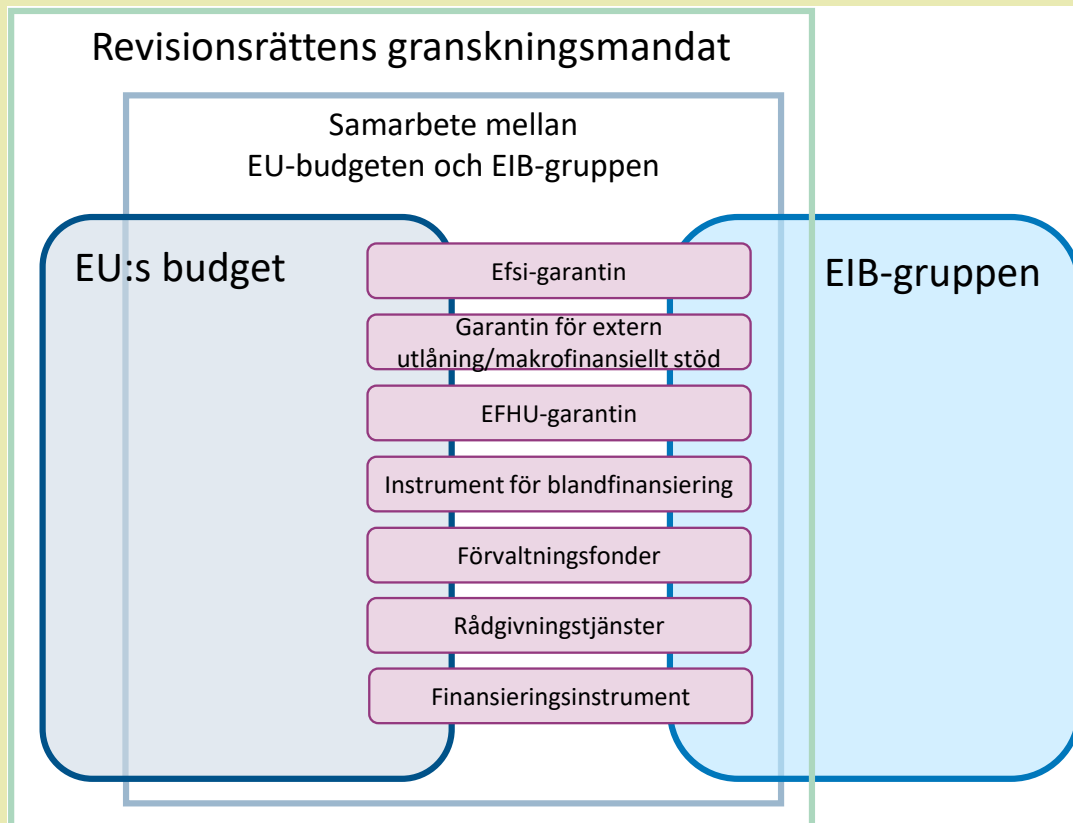 Revisionsrättens granskningsmandat
Samarbete mellan
EU-budgeten och EIB-gruppen
EU:s budget
EIB-gruppen
Efsi-garantin
Garantin för extern
utlåning/makrofinansiellt stöd
EFHU-garantin
Instrument för blandfinansiering
Förvaltningsfonder
Rådgivningstjänster
Finansieringsinstrument